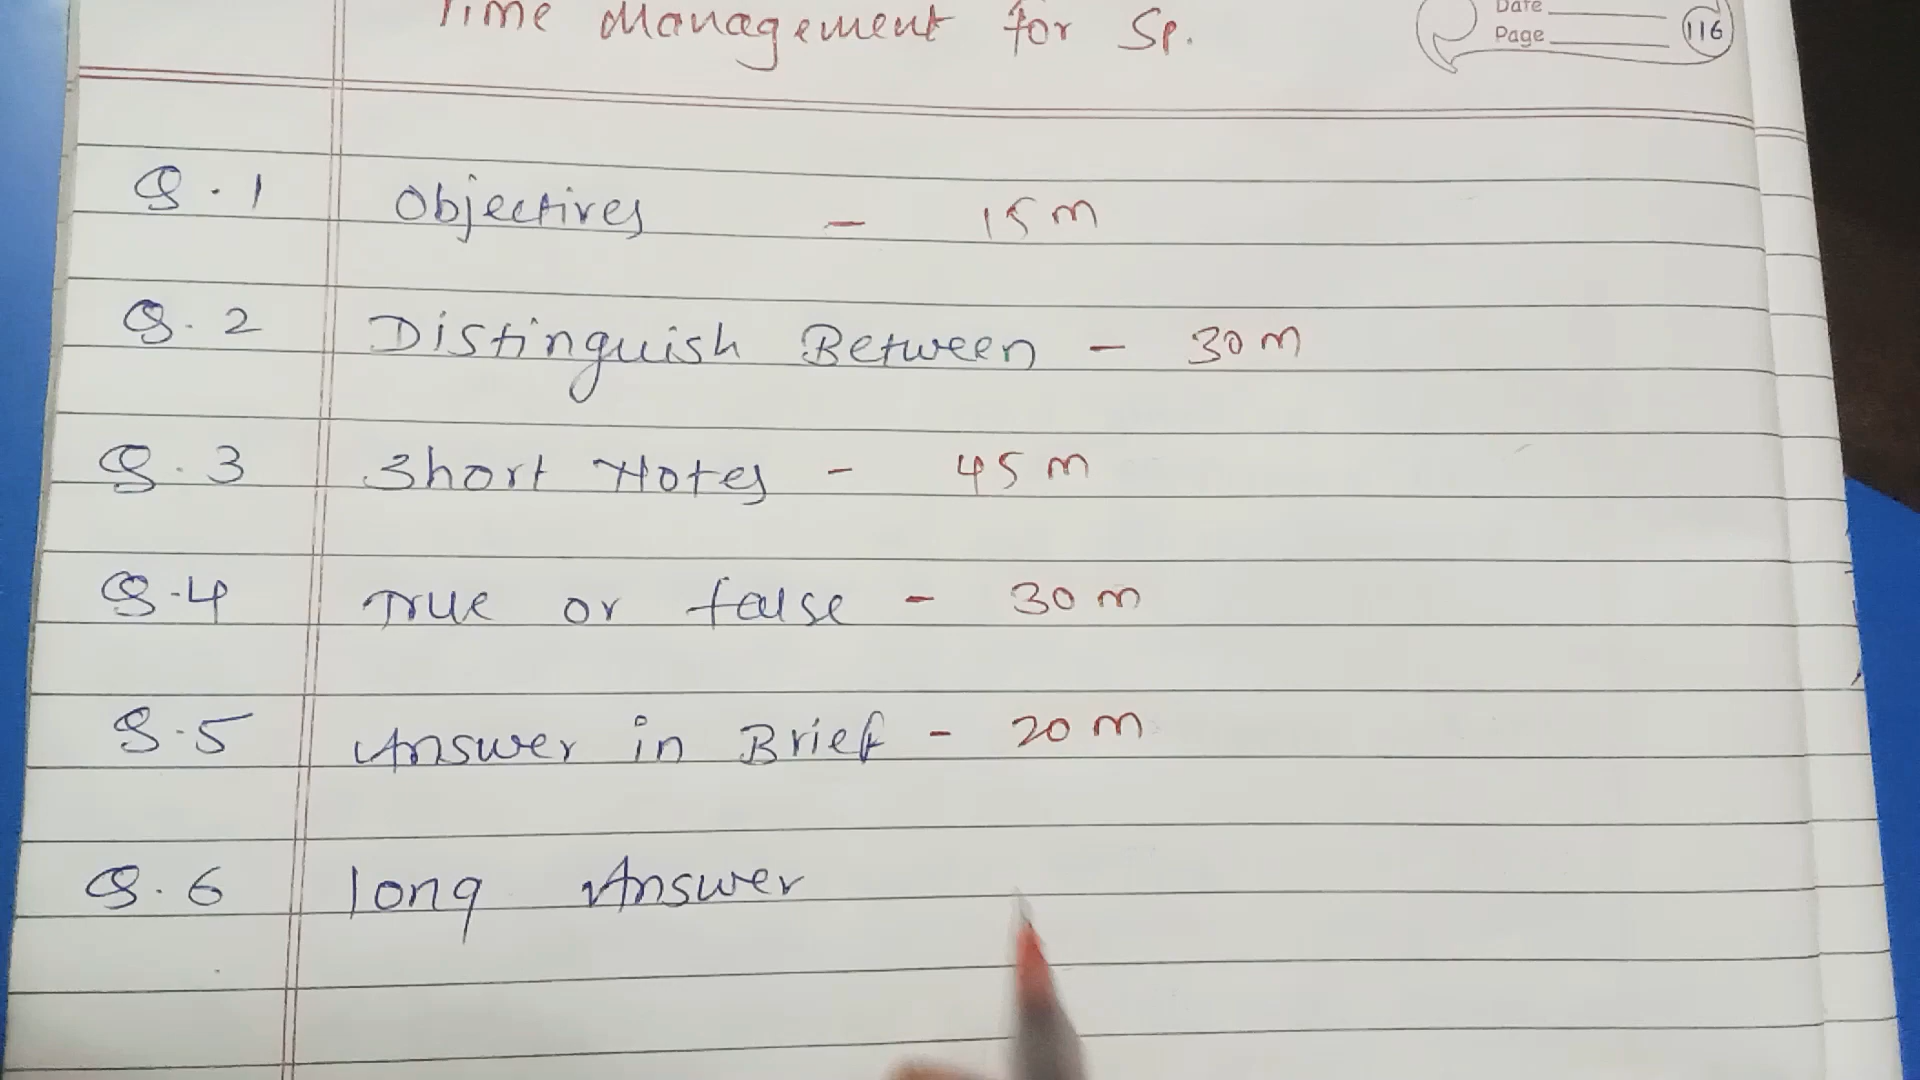 Time Management for Sp.
Date
Page
116
Q.1 Objectives - 15 m
Q.2 Distinguish Between - 30 m
Q.3 Short Notes - 45 m
Q.4 True or false - 30 m
Q.5 Answer in Brief - 20 m
Q.6 long Answer